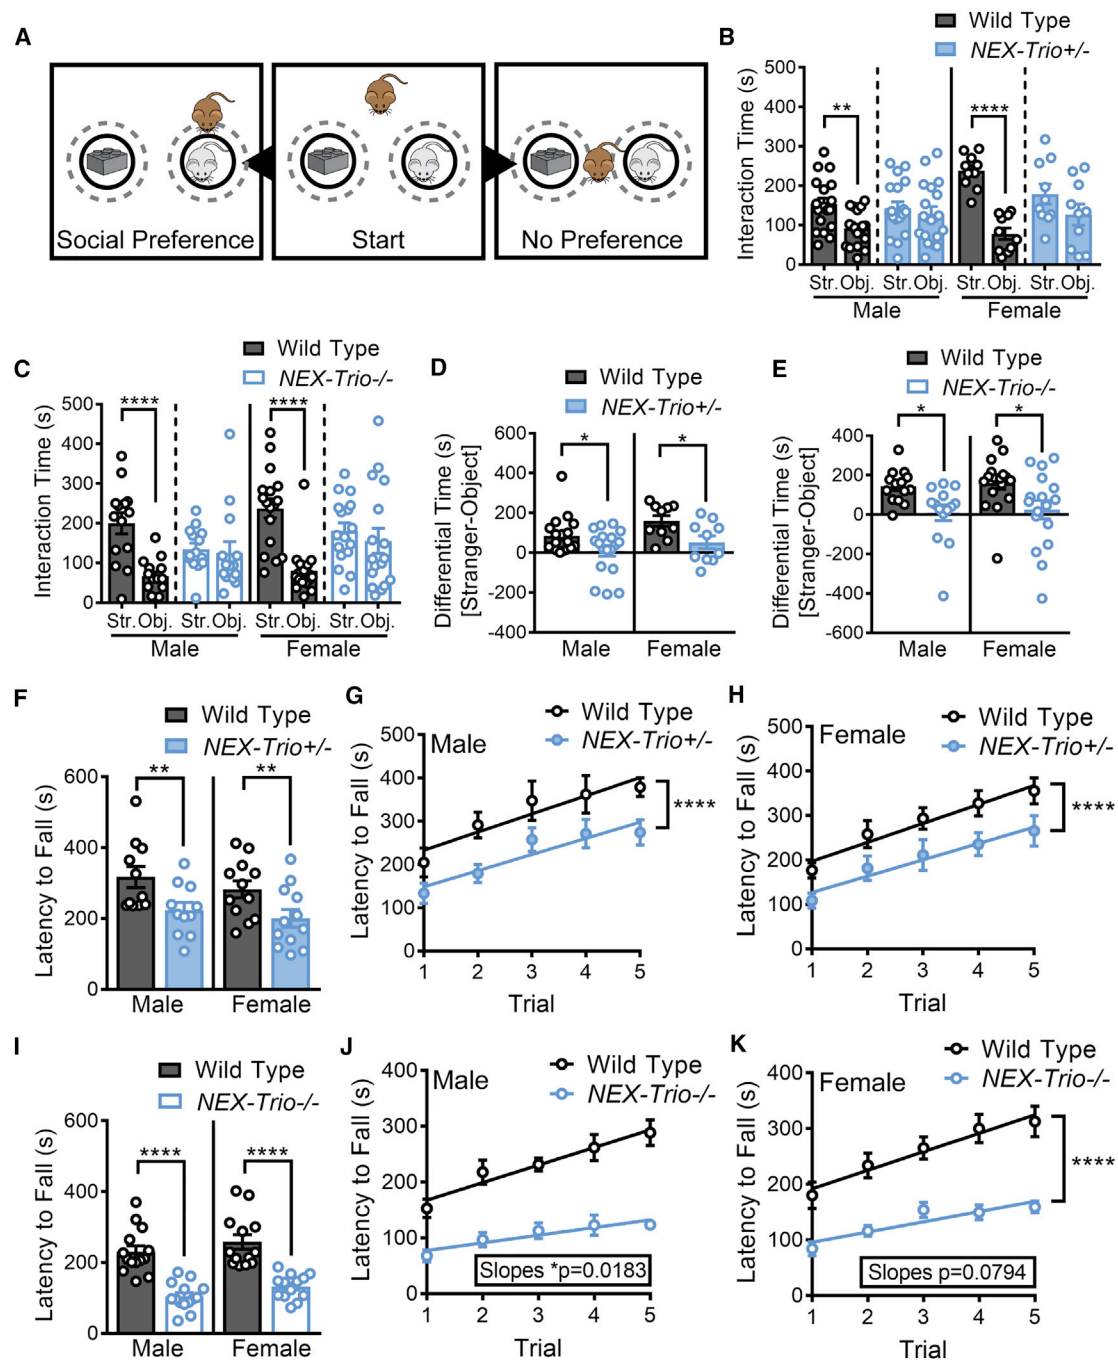 A
Social Preference
Start
No Preference
B
Wild Type
NEX-Trio+/-
Interaction Time (s)
500
400
300
200
100
0
**
****
Str. Obj. Str. Obj. Str. Obj. Str. Obj.
Male
Female
C
Wild Type
NEX-Trio-/-
Interaction Time (s)
500
400
300
200
100
0
****
****
Str. Obj. Str. Obj. Str. Obj. Str. Obj.
Male
Female
D
Wild Type
NEX-Trio+/-
Differential Time (s)
[Stranger-Object]
600
400
200
0
-200
-400
*
*
Male
Female
E
Wild Type
NEX-Trio-/-
Differential Time (s)
[Stranger-Object]
400
200
0
-200
-400
-600
*
*
Male
Female
F
Wild Type
NEX-Trio+/-
Latency to Fall (s)
600
400
200
0
**
**
Male
Female
G
Male
Wild Type
NEX-Trio+/-
Latency to Fall (s)
500
400
300
200
100
0
****
1 2 3 4 5
Trial
H
Female
Wild Type
NEX-Trio+/-
Latency to Fall (s)
500
400
300
200
100
0
****
1 2 3 4 5
Trial
I
Wild Type
NEX-Trio-/-
Latency to Fall (s)
600
400
200
0
****
****
Male
Female
J
Male
Wild Type
NEX-Trio-/-
Latency to Fall (s)
400
300
200
100
0
Slopes *p=0.0183
1 2 3 4 5
Trial
K
Female
Wild Type
NEX-Trio-/-
Latency to Fall (s)
400
300
200
100
0
****
Slopes p=0.0794
1 2 3 4 5
Trial